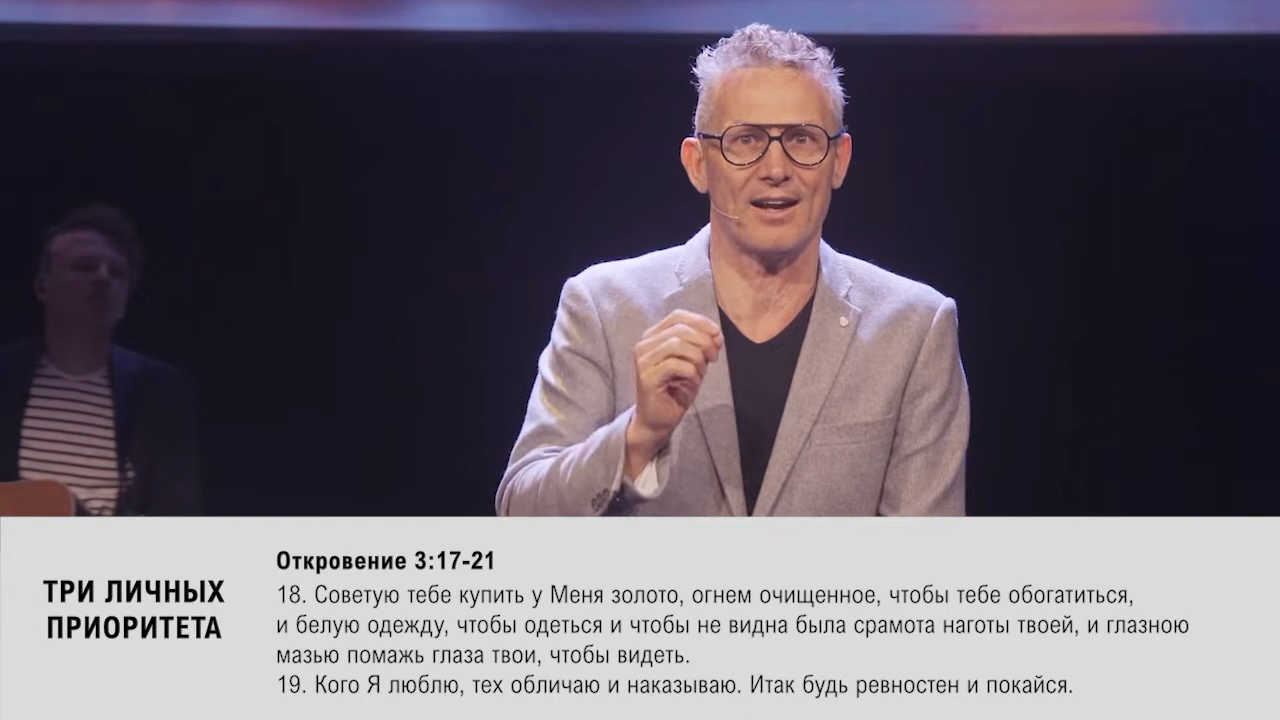 ТРИ ЛИЧНЫХ
ПРИОРИТЕТА
Откровение 3:17-21
18. Советую тебе купить у Меня золото, огнем очищенное, чтобы тебе обогатиться,
и белую одежду, чтобы одеться и чтобы не видна была срамота наготы твоей, и глазною
мазью помажь глаза твои, чтобы видеть.
19. Кого Я люблю, тех обличаю и наказываю. Итак будь ревностен и покайся.